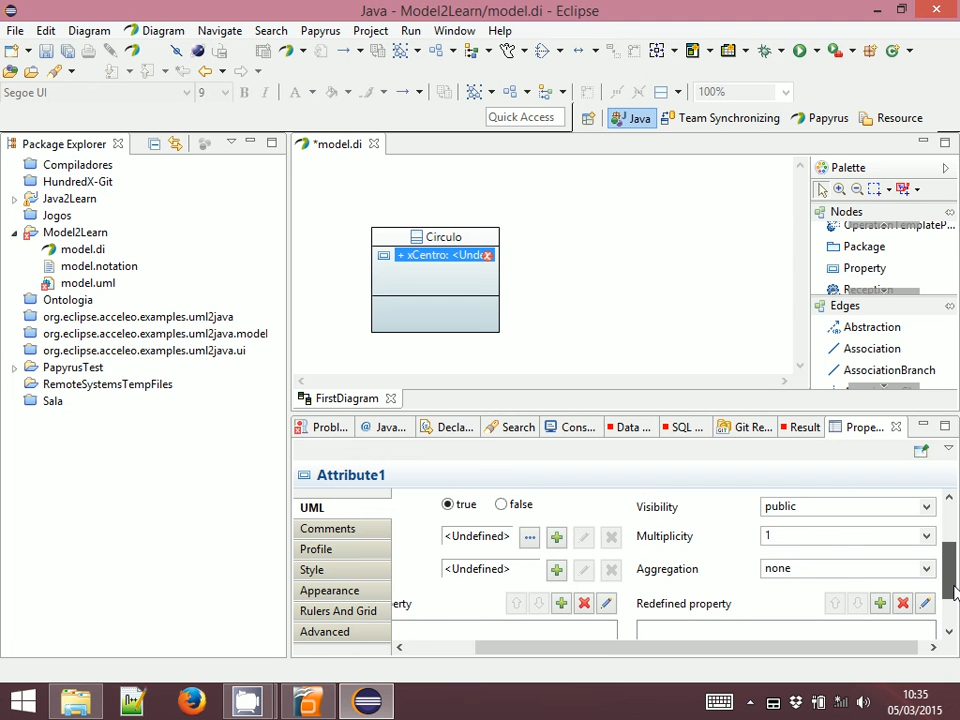 Java - Model2Learn/model.di - Eclipse
File Edit Diagram Diagram Navigate Search Papyrus Project Run Window Help
Segoe UI 9 B I A 100%
Quick Access Java Team Synchronizing Papyrus Resource
Package Explorer
Compiladores
HundredX-Git
Java2Learn
Jogos
Model2Learn
model.di
model.notation
model.uml
Ontologia
org.eclipse.acceleo.examples.uml2java
org.eclipse.acceleo.examples.uml2java.model
org.eclipse.acceleo.examples.uml2java.ui
PapyrusTest
RemoteSystemsTempFiles
Sala
*model.di
Circulo
+ xCentro: <Unde
FirstDiagram
Palette
Nodes
OperationTemplateP...
Package
Property
Reception
Edges
Abstraction
Association
AssociationBranch
Probl... Java... Decla... Search Cons... Data ... SQL ... Git Re... Result Prope...
Attribute1
UML
Comments
Profile
Style
Appearance
Rulers And Grid
Advanced
true false Visibility public
<Undefined> Multiplicity 1
<Undefined> Aggregation none
erty Redefined property
10:35
05/03/2015